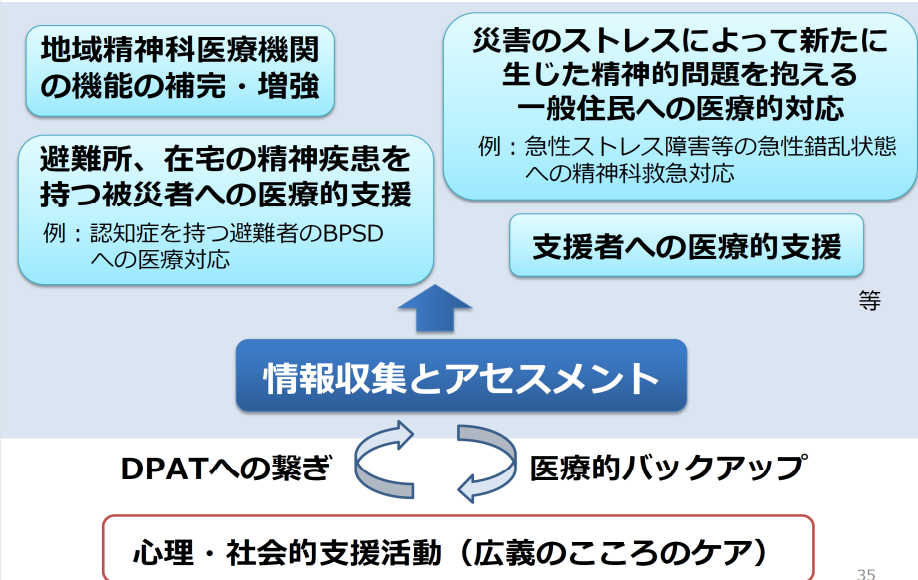 地域精神科医療機関
の機能の補完・増強
災害のストレスによって新たに
生じた精神的問題を抱える
一般住民への医療的対応
例：急性ストレス障害等の急性錯乱状態
への精神科救急対応
避難所、在宅の精神疾患を
持つ被災者への医療的支援
例：認知症を持つ避難者のBPSD
への医療対応
支援者への医療的支援
等
情報収集とアセスメント
DPATへの繋ぎ
医療的バックアップ
心理・社会的支援活動（広義のこころのケア）
35